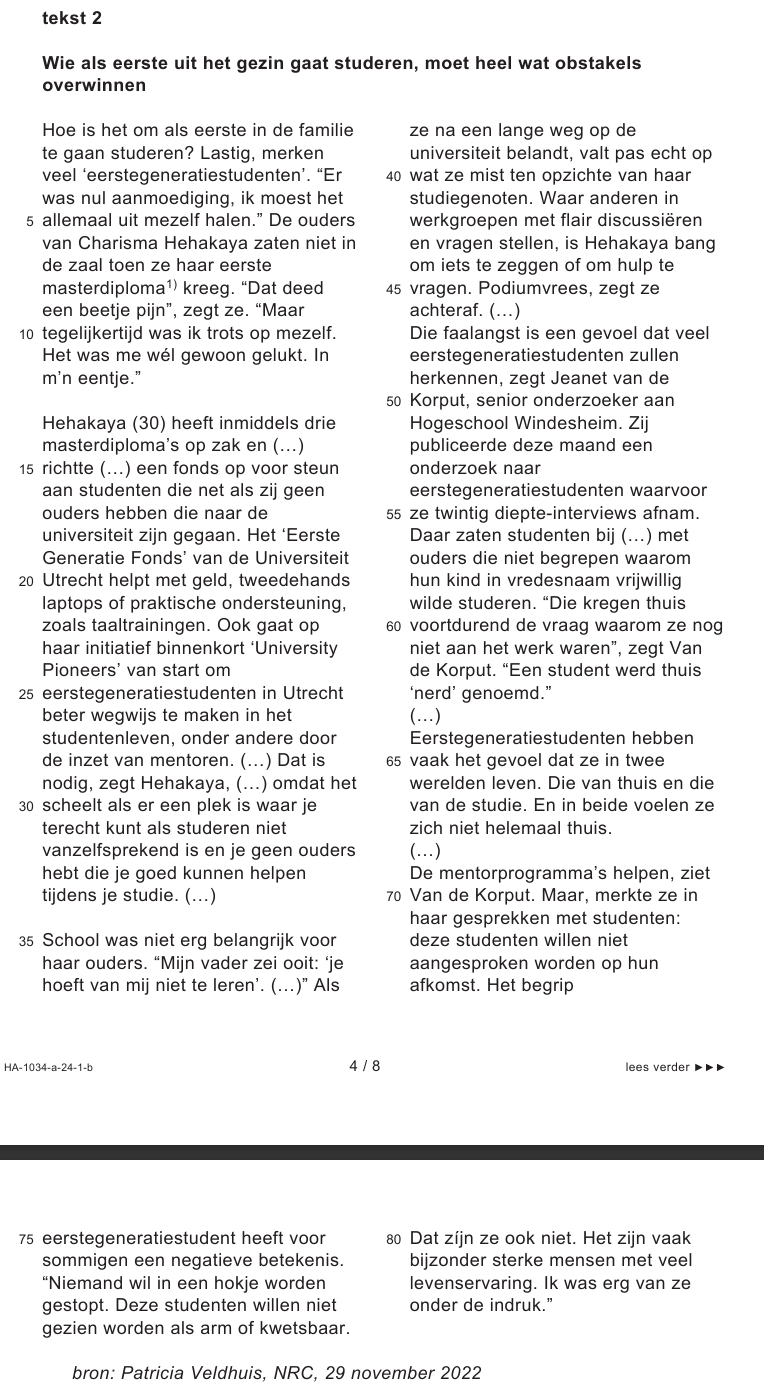 tekst 2
Wie als eerste uit het gezin gaat studeren, moet heel wat obstakels
overwinnen
Hoe is het om als eerste in de familie
te gaan studeren? Lastig, merken
veel ‘eerstegeneratiestudenten’. “Er
was nul aanmoediging, ik moest het
5 allemaal uit mezelf halen.” De ouders
van Charisma Hehakaya zaten niet in
de zaal toen ze haar eerste
masterdiploma1) kreeg. “Dat deed
een beetje pijn”, zegt ze. “Maar
10 tegelijkertijd was ik trots op mezelf.
Het was me wél gewoon gelukt. In
m’n eentje.”
Hehakaya (30) heeft inmiddels drie
masterdiploma’s op zak en (…)
15 richtte (…) een fonds op voor steun
aan studenten die net als zij geen
ouders hebben die naar de
universiteit zijn gegaan. Het ‘Eerste
Generatie Fonds’ van de Universiteit
20 Utrecht helpt met geld, tweedehands
laptops of praktische ondersteuning,
zoals taaltrainingen. Ook gaat op
haar initiatief binnenkort ‘University
Pioneers’ van start om
25 eerstegeneratiestudenten in Utrecht
beter wegwijs te maken in het
studentenleven, onder andere door
de inzet van mentoren. (…) Dat is
nodig, zegt Hehakaya, (…) omdat het
30 scheelt als er een plek is waar je
terecht kunt als studeren niet
vanzelfsprekend is en je geen ouders
hebt die je goed kunnen helpen
tijdens je studie. (…)
35 School was niet erg belangrijk voor
haar ouders. “Mijn vader zei ooit: ‘je
hoeft van mij niet te leren’. (…)” Als
ze na een lange weg op de
universiteit belandt, valt pas echt op
40 wat ze mist ten opzichte van haar
studiegenoten. Waar anderen in
werkgroepen met flair discussiëren
en vragen stellen, is Hehakaya bang
om iets te zeggen of om hulp te
45 vragen. Podiumvrees, zegt ze
achteraf. (…)
Die faalangst is een gevoel dat veel
eerstegeneratiestudenten zullen
herkennen, zegt Jeanet van de
50 Korput, senior onderzoeker aan
Hogeschool Windesheim. Zij
publiceerde deze maand een
onderzoek naar
eerstegeneratiestudenten waarvoor
55 ze twintig diepte-interviews afnam.
Daar zaten studenten bij (…) met
ouders die niet begrepen waarom
hun kind in vredesnaam vrijwillig
wilde studeren. “Die kregen thuis
60 voortdurend de vraag waarom ze nog
niet aan het werk waren”, zegt Van
de Korput. “Een student werd thuis
‘nerd’ genoemd.”
(…)
Eerstegeneratiestudenten hebben
65 vaak het gevoel dat ze in twee
werelden leven. Die van thuis en die
van de studie. En in beide voelen ze
zich niet helemaal thuis.
(…)
De mentorprogramma’s helpen, ziet
70 Van de Korput. Maar, merkte ze in
haar gesprekken met studenten:
deze studenten willen niet
aangesproken worden op hun
afkomst. Het begrip
HA-1034-a-24-1-b
4 / 8
lees verder ►►►
75 eerstegeneratiestudent heeft voor
sommigen een negatieve betekenis.
“Niemand wil in een hokje worden
gestopt. Deze studenten willen niet
gezien worden als arm of kwetsbaar.
80 Dat zíjn ze ook niet. Het zijn vaak
bijzonder sterke mensen met veel
levenservaring. Ik was erg van ze
onder de indruk.”
bron: Patricia Veldhuis, NRC, 29 november 2022